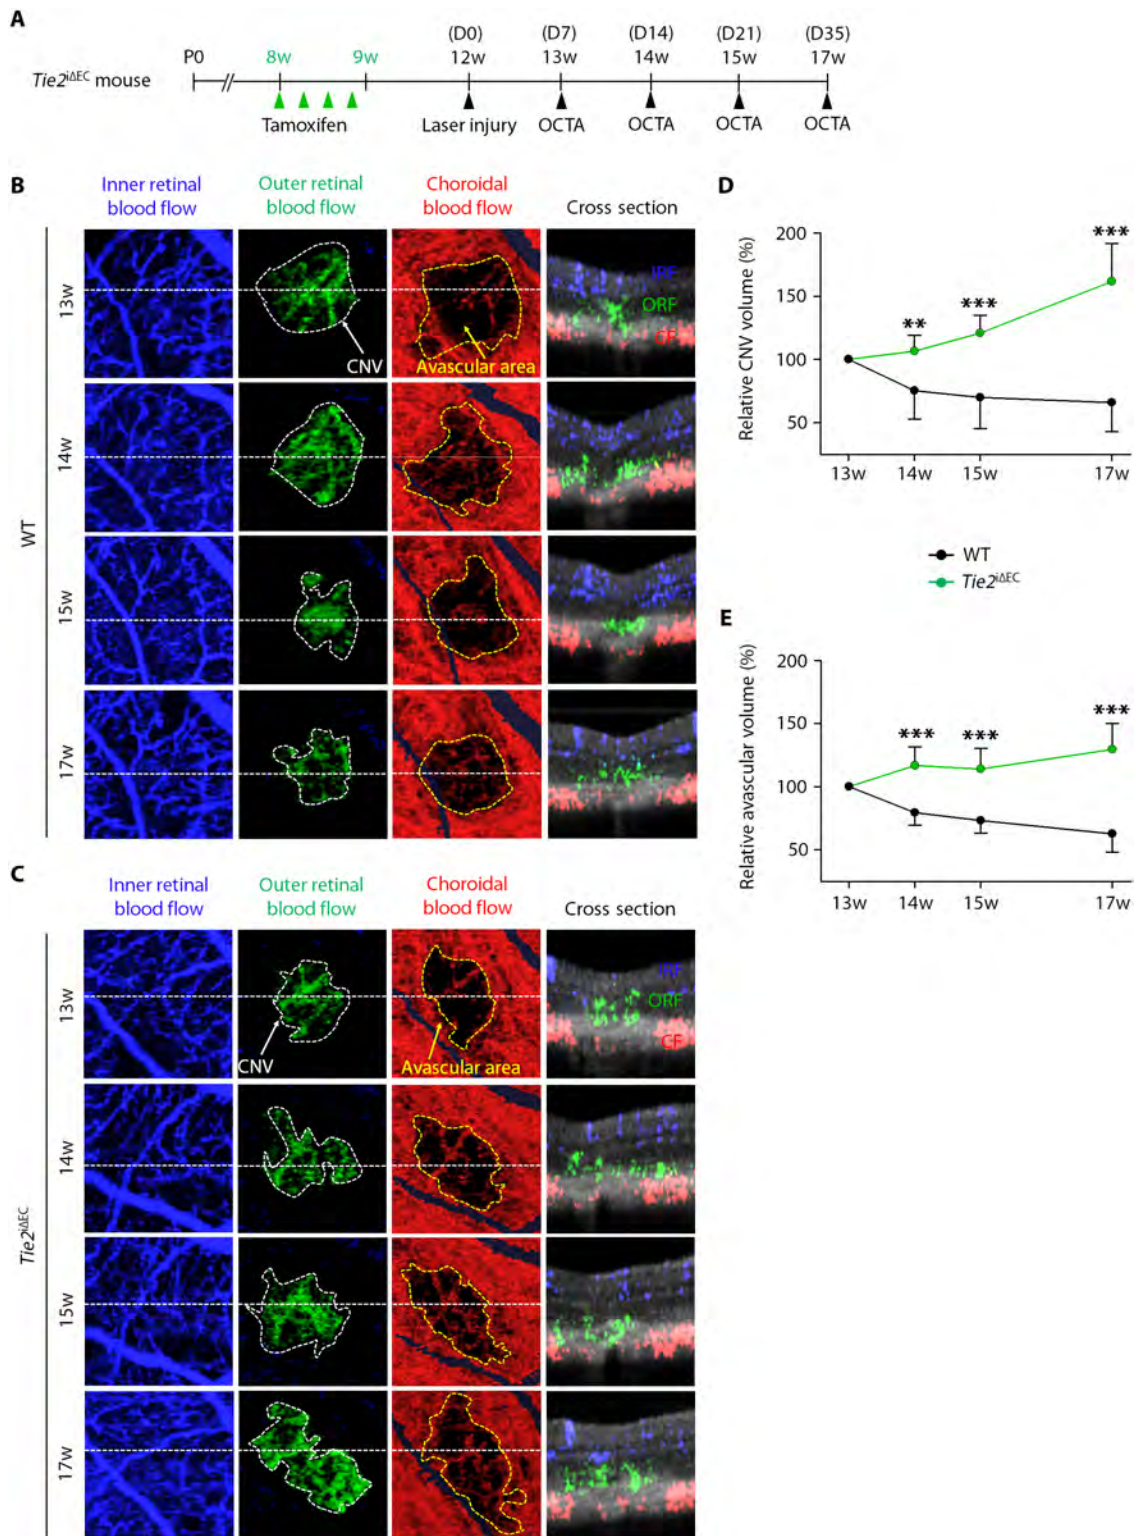 A
(D0) (D7) (D14) (D21) (D35)
P0 8w 9w 12w 13w 14w 15w 17w
Tie2iΔEC mouse
Tamoxifen Laser injury OCTA OCTA OCTA OCTA
B
Inner retinal blood flow
Outer retinal blood flow
Choroidal blood flow
Cross section
WT
13w
CNV
Avascular area
IRF
ORF
CF
14w
15w
17w
C
Inner retinal blood flow
Outer retinal blood flow
Choroidal blood flow
Cross section
Tie2iΔEC
13w
CNV
Avascular area
IRF
ORF
CF
14w
15w
17w
D
Relative CNV volume (%)
200
150
100
50
** *** ***
13w 14w 15w 17w
WT
Tie2iΔEC
E
Relative avascular volume (%)
200
150
100
50
*** *** ***
13w 14w 15w 17w